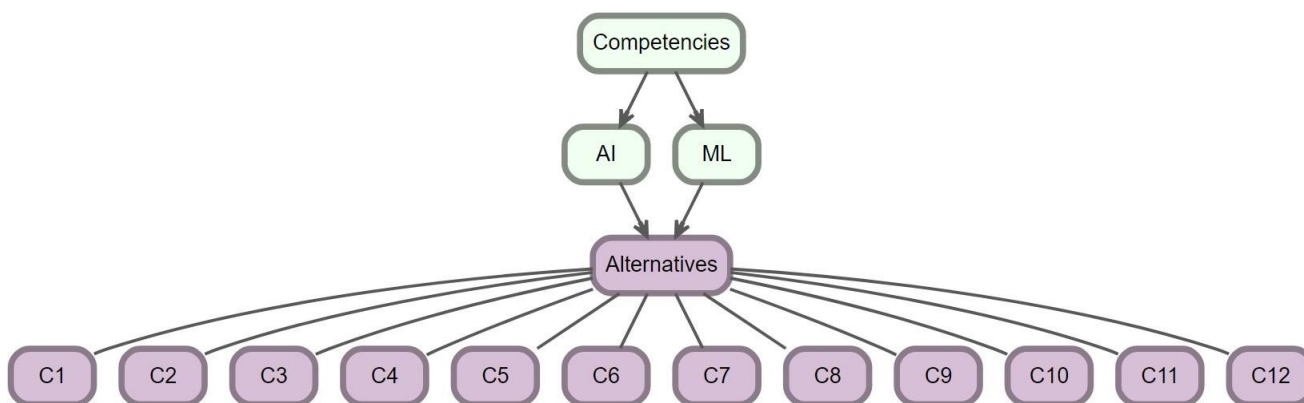 Competencies
AI
ML
Alternatives
C1
C2
C3
C4
C5
C6
C7
C8
C9
C10
C11
C12